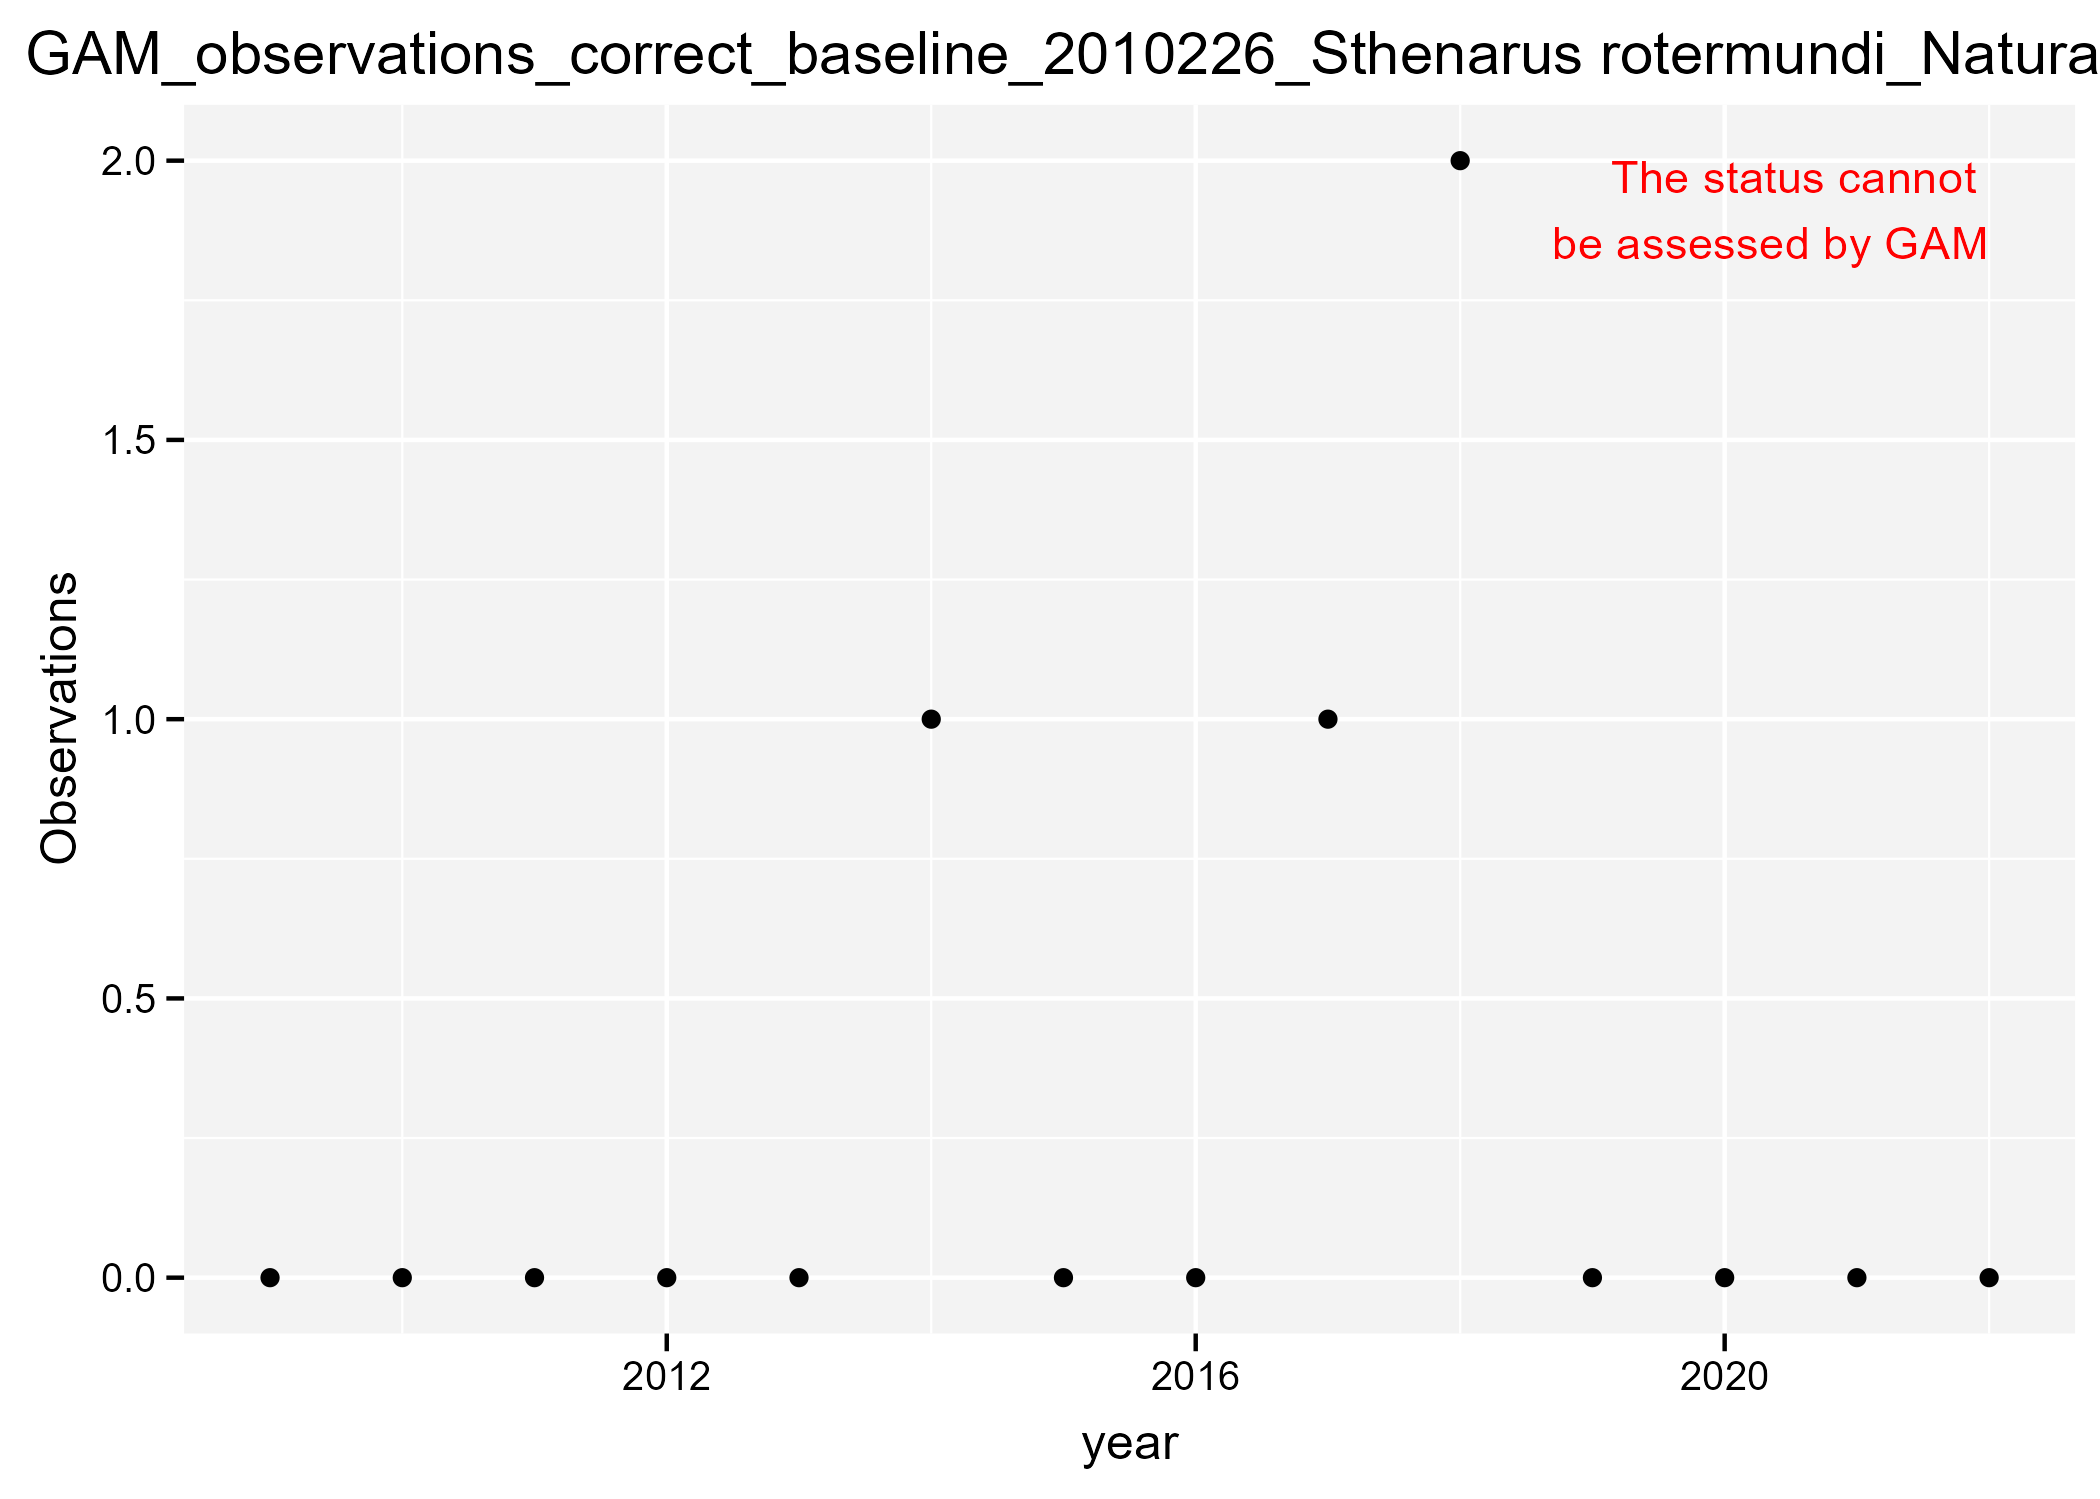 GAM_observations_correct_baseline_2010226_Sthenarus rotermundi_Natura
2.0
The status cannot
be assessed by GAM
1.5
Observations
1.0
0.5
0.0
2012 2016 2020
year